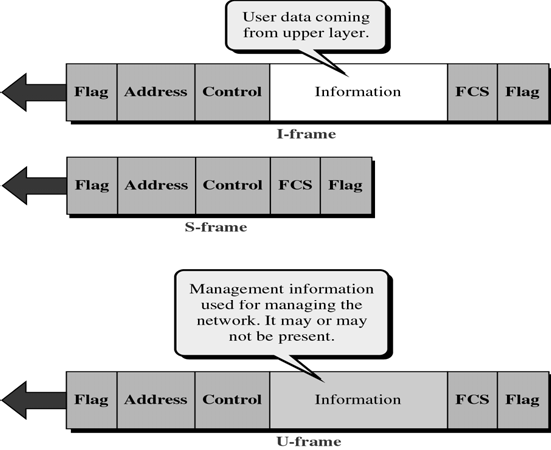 User data coming
from upper layer.
Flag Address Control Information FCS Flag
I-frame
Flag Address Control FCS Flag
S-frame
Management information
used for managing the
network. It may or may
not be present.
Flag Address Control Information FCS Flag
U-frame